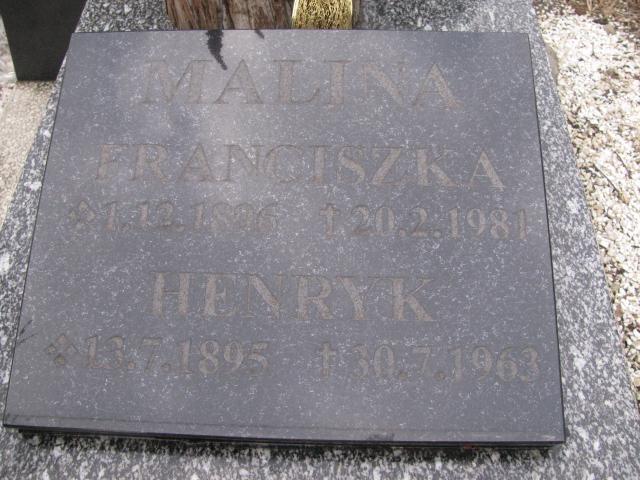 MALINA
FRANCISZKA
1.12.1896 †20.2.1981
HENRYK
13.7.1895 †30.7.1963